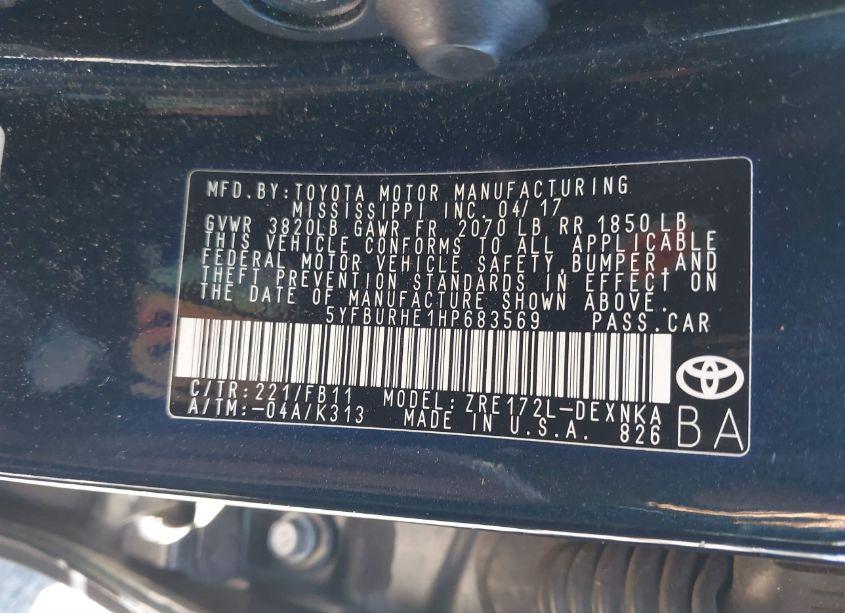 MFD. BY: TOYOTA MOTOR MANUFACTURING
MISSISSIPPI INC. 04/17
GVWR 3820LB GAWR FR 2070 LB RR 1850 LB
THIS VEHICLE CONFORMS TO ALL APPLICABLE
FEDERAL MOTOR VEHICLE SAFETY, BUMPER, AND
THEFT PREVENTION STANDARDS IN EFFECT ON
THE DATE OF MANUFACTURE SHOWN ABOVE.
5YFBURHE1HP683569 PASS. CAR
C/TR: 221/FB11 MODEL: ZRE172L-DEXNKA
A/TM: -04A/K313 MADE IN U.S.A. 826
BA